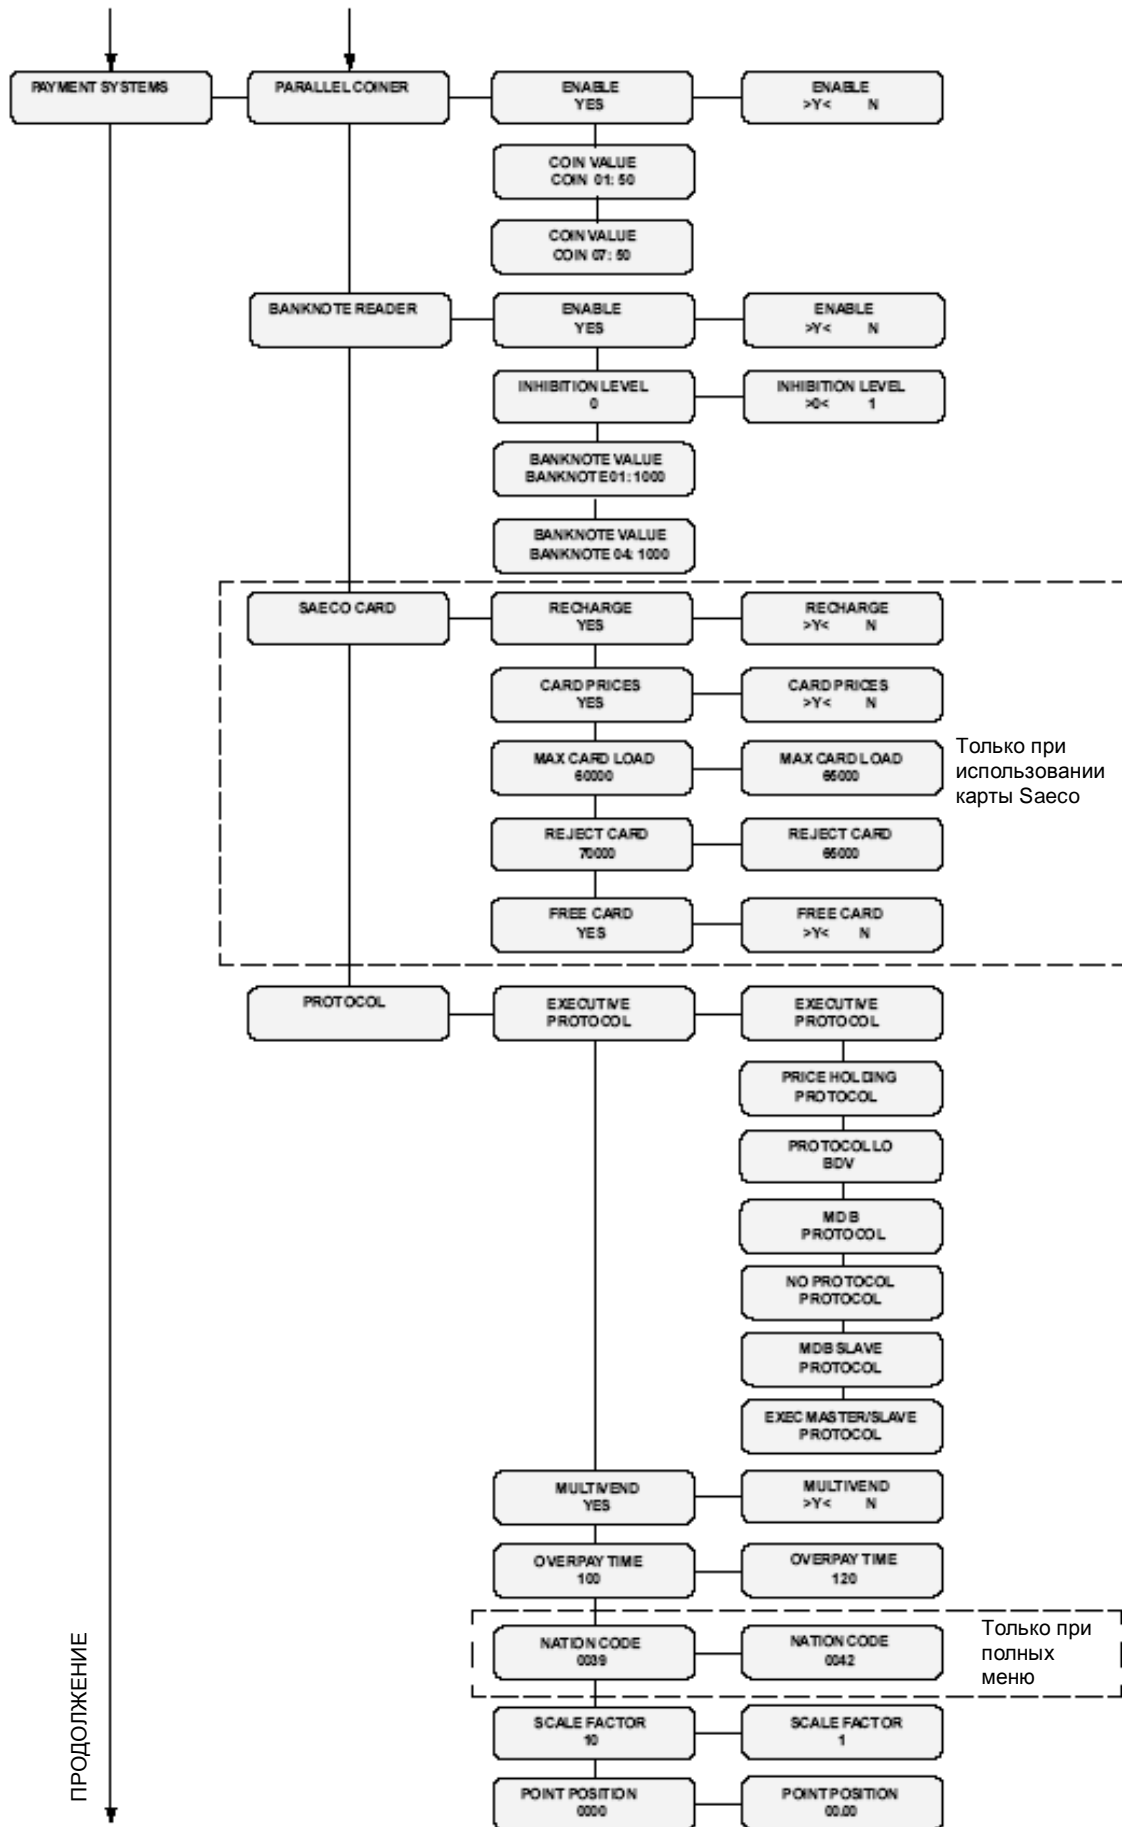 PAYMENT SYSTEMS
PARALLEL COINER
ENABLE
YES
ENABLE
>Y< N
COIN VALUE
COIN 01: 50
COIN VALUE
COIN 07: 50
BANKNOTE READER
ENABLE
YES
ENABLE
>Y< N
INHIBITION LEVEL
0
INHIBITION LEVEL
>0< 1
BANKNOTE VALUE
BANKNOTE 01: 1000
BANKNOTE VALUE
BANKNOTE 04: 1000
SAECO CARD
RECHARGE
YES
RECHARGE
>Y< N
CARD PRICES
YES
CARD PRICES
>Y< N
MAX CARD LOAD
60000
MAX CARD LOAD
65000
Только при
использовании
карты Saeco
REJECT CARD
70000
REJECT CARD
65000
FREE CARD
YES
FREE CARD
>Y< N
PROTOCOL
EXECUTIVE
PROTOCOL
EXECUTIVE
PROTOCOL
PRICE HOLDING
PROTOCOL
PROTOCOLLO
BDV
MDB
PROTOCOL
NO PROTOCOL
PROTOCOL
MDB SLAVE
PROTOCOL
EXEC MASTER/SLAVE
PROTOCOL
MULTIVEND
YES
MULTIVEND
>Y< N
OVERPAY TIME
100
OVERPAY TIME
120
NATION CODE
0039
NATION CODE
0042
Только при
полных
меню
SCALE FACTOR
10
SCALE FACTOR
1
POINT POSITION
0000
POINT POSITION
00.00
ПРОДОЛЖЕНИЕ